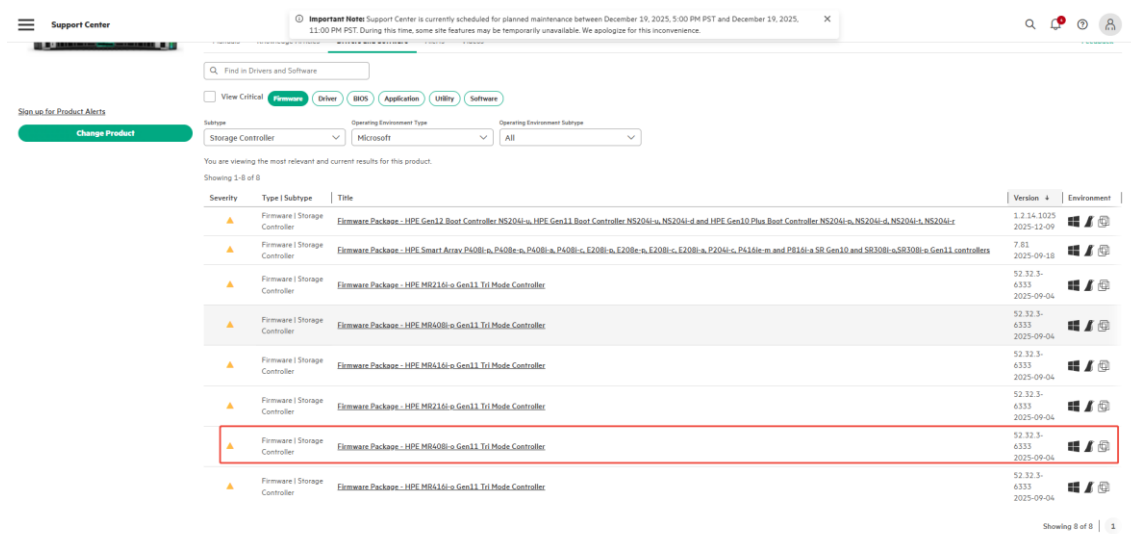 Support Center
Important Note: Support Center is currently scheduled for planned maintenance between December 19, 2025, 5:00 PM PST and December 19, 2025,
11:00 PM PST. During this time, some site features may be temporarily unavailable. We apologize for this inconvenience.
Find in Drivers and Software
View Critical Firmware Driver BIOS Application Utility Software
Sign up for Product Alerts
Change Product
Subtype Operating Environment Type Operating Environment Subtype
Storage Controller Microsoft All
You are viewing the most relevant and current results for this product.
Showing 1-8 of 8
Severity Type | Subtype Title Version Environment
Firmware | Storage Controller Firmware Package - HPE Gen12 Boot Controller NS204i-u, HPE Gen11 Boot Controller NS204i-u, NS204i-d and HPE Gen10 Plus Boot Controller NS204i-p, NS204i-d, NS204i-t, NS204i-r 1.2.14.1025
2025-12-09
Firmware | Storage Controller Firmware Package - HPE Smart Array P408i-p, P408e-p, P408i-a, P408i-c, E208i-p, E208e-p, E208i-c, E208i-a, P204i-c, P416ie-m and P816i-a SR Gen10 and SR308i-o,SR308i-p Gen11 controllers 7.81
2025-09-18
Firmware | Storage Controller Firmware Package - HPE MR216i-o Gen11 Tri Mode Controller 52.32.3-6333
2025-09-04
Firmware | Storage Controller Firmware Package - HPE MR408i-p Gen11 Tri Mode Controller 52.32.3-6333
2025-09-04
Firmware | Storage Controller Firmware Package - HPE MR416i-p Gen11 Tri Mode Controller 52.32.3-6333
2025-09-04
Firmware | Storage Controller Firmware Package - HPE MR216i-p Gen11 Tri Mode Controller 52.32.3-6333
2025-09-04
Firmware | Storage Controller Firmware Package - HPE MR408i-o Gen11 Tri Mode Controller 52.32.3-6333
2025-09-04
Firmware | Storage Controller Firmware Package - HPE MR416i-o Gen11 Tri Mode Controller 52.32.3-6333
2025-09-04
Showing 8 of 8 1